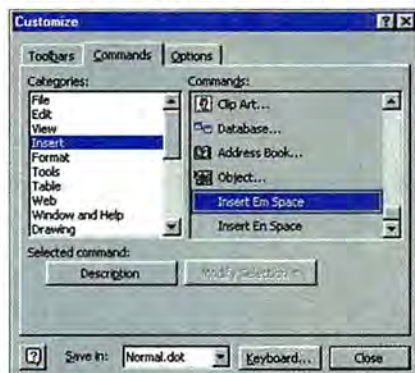 Customize
Toolbars Commands Options
Categories: Commands:
File
Edit
View
Insert
Format
Tools
Table
Web
Window and Help
Drawing
Clip Art...
Database...
Address Book...
Object...
Insert Em Space
Insert En Space
Selected command:
Description Modify Selection
Save in: Normal.dot Keyboard... Close